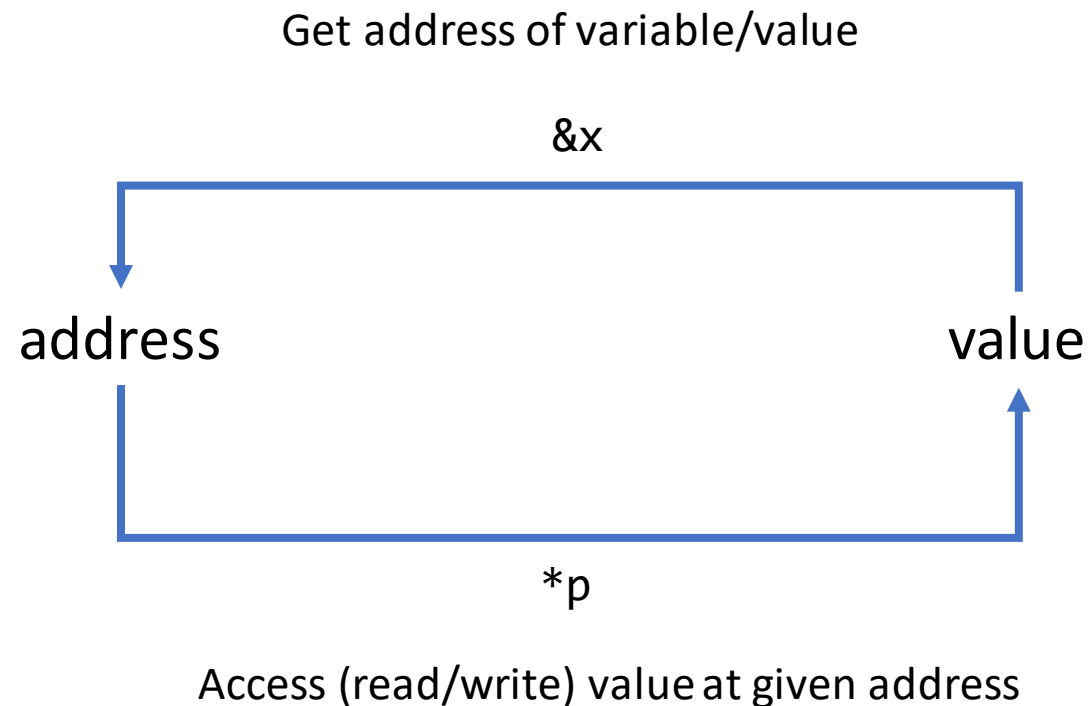 Get address of variable/value
&x
address
value
*p
Access (read/write) value at given address